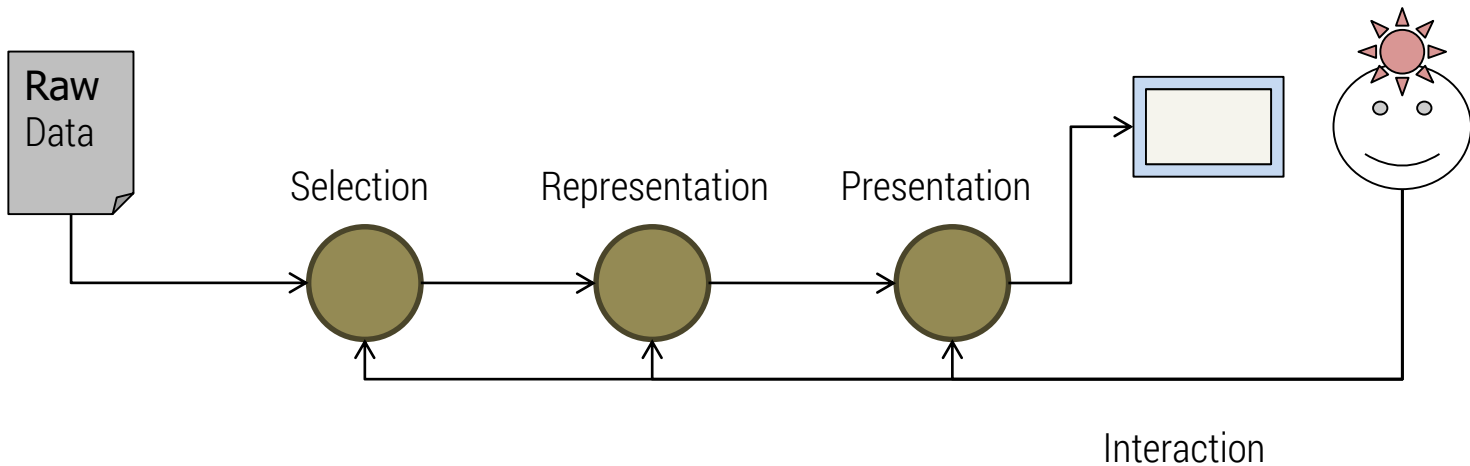 Raw
Data
Selection
Representation
Presentation
Interaction